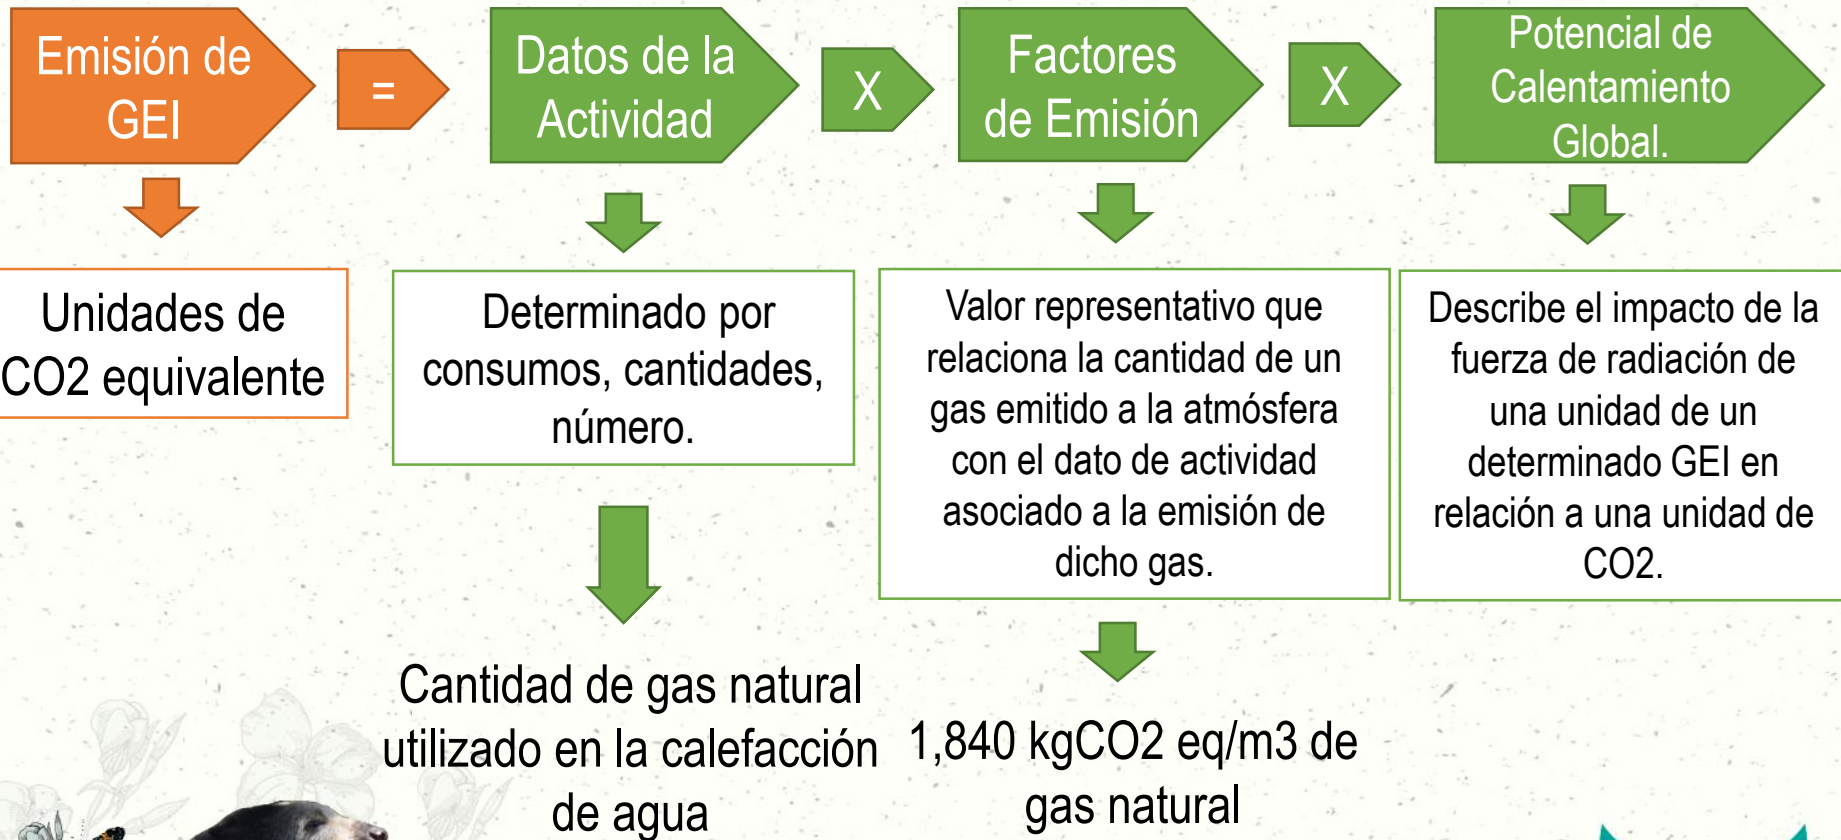 Emisión de
GEI
=
Datos de la
Actividad
X
Factores
de Emisión
X
Potencial de
Calentamiento
Global.
Unidades de
CO2 equivalente
Determinado por
consumos, cantidades,
número.
Valor representativo que
relaciona la cantidad de un
gas emitido a la atmósfera
con el dato de actividad
asociado a la emisión de
dicho gas.
Describe el impacto de la
fuerza de radiación de
una unidad de un
determinado GEI en
relación a una unidad de
CO2.
Cantidad de gas natural
utilizado en la calefacción
de agua
1,840 kgCO2 eq/m3 de
gas natural